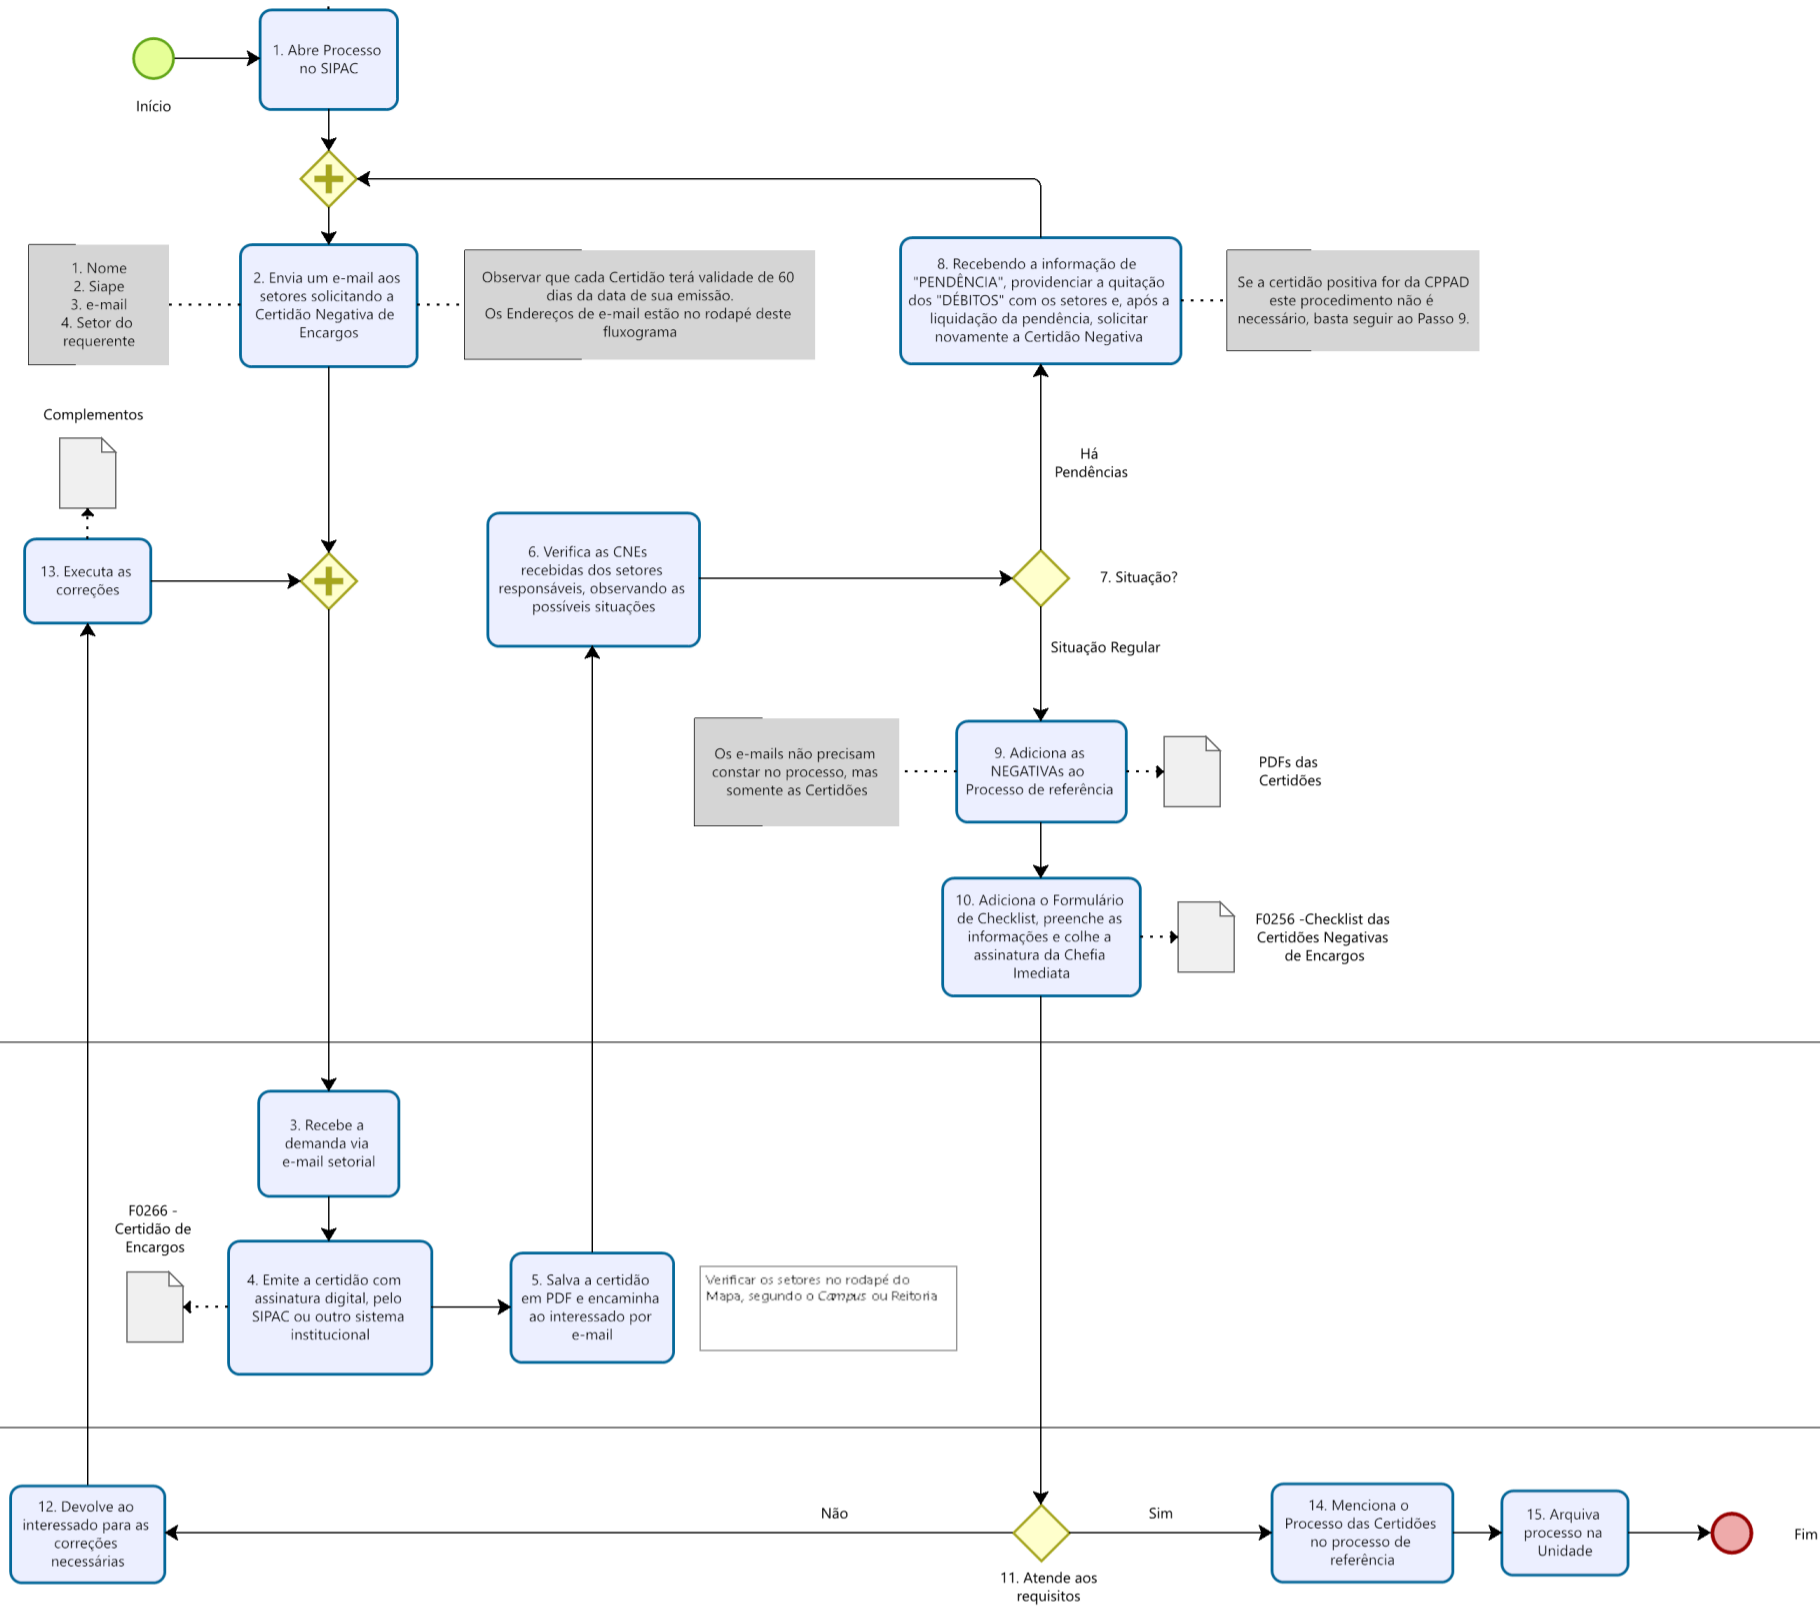 1. Abre Processo
no SIPAC
Início
1. Nome
2. Siape
3. e-mail
4. Setor do
requerente
2. Envia um e-mail aos
setores solicitando a
Certidão Negativa de
Encargos
Observar que cada Certidão terá validade de 60
dias da data de sua emissão.
Os Endereços de e-mail estão no rodapé deste
fluxograma
8. Recebendo a informação de
"PENDÊNCIA", providenciar a quitação
dos "DÉBITOS" com os setores e, após a
liquidação da pendência, solicitar
novamente a Certidão Negativa
Se a certidão positiva for da CPPAD
este procedimento não é
necessário, basta seguir ao Passo 9.
Complementos
Há
Pendências
13. Executa as
correções
6. Verifica as CNEs
recebidas dos setores
responsáveis, observando as
possíveis situações
7. Situação?
Situação Regular
Os e-mails não precisam
constar no processo, mas
somente as Certidões
9. Adiciona as
NEGATIVAs ao
Processo de referência
PDFs das
Certidões
10. Adiciona o Formulário
de Checklist, preenche as
informações e colhe a
assinatura da Chefia
Imediata
F0256 -Checklist das
Certidões Negativas
de Encargos
3. Recebe a
demanda via
e-mail setorial
F0266 -
Certidão de
Encargos
4. Emite a certidão com
assinatura digital, pelo
SIPAC ou outro sistema
institucional
5. Salva a certidão
em PDF e encaminha
ao interessado por
e-mail
Verificar os setores no rodapé do
Mapa, segundo o Campus ou Reitoria
12. Devolve ao
interessado para as
correções
necessárias
Não
Sim
11. Atende aos
requisitos
14. Menciona o
Processo das Certidões
no processo de
referência
15. Arquiva
processo na
Unidade
Fim